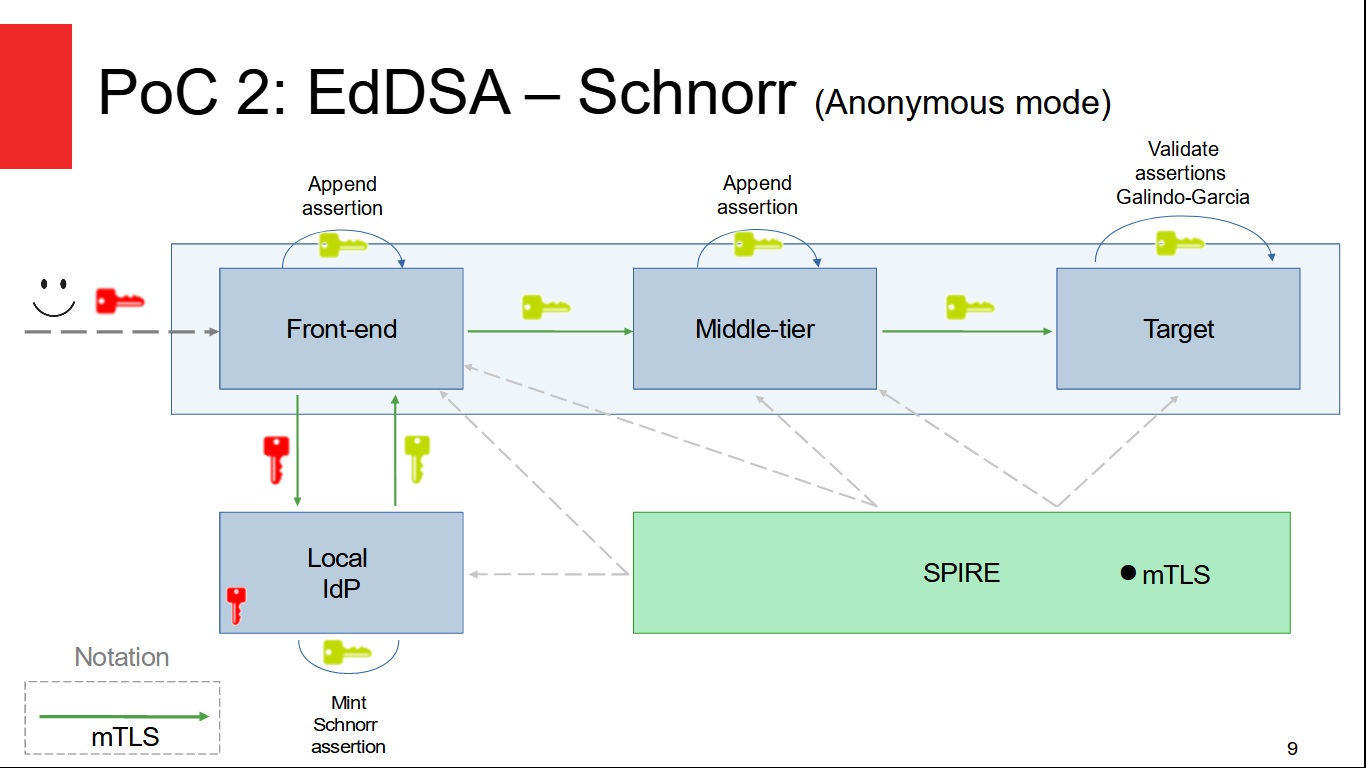 PoC 2: EdDSA – Schnorr (Anonymous mode)
Append
assertion
Append
assertion
Validate
assertions
Galindo-Garcia
Front-end
Middle-tier
Target
Local
IdP
SPIRE
● mTLS
Notation
mTLS
Mint
Schnorr
assertion
9